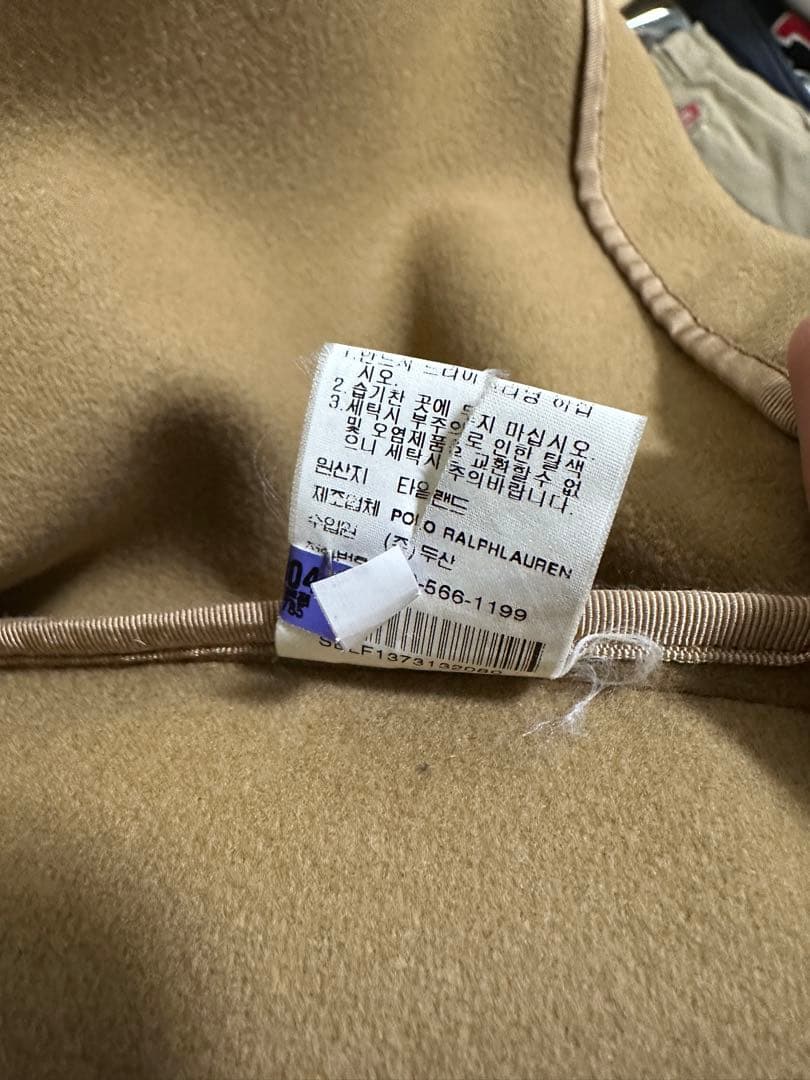 시오.
2. 습기찬 곳에 지 마십시오.
3. 세탁시 부주의 로 인한 탈색
및 오염제품 교환할수 없
으니 세탁시 주의바랍니다.
원산지 타일랜드
제조업체 POLO RALPHLAUREN
수입원 (주)두산
-566-1199
04